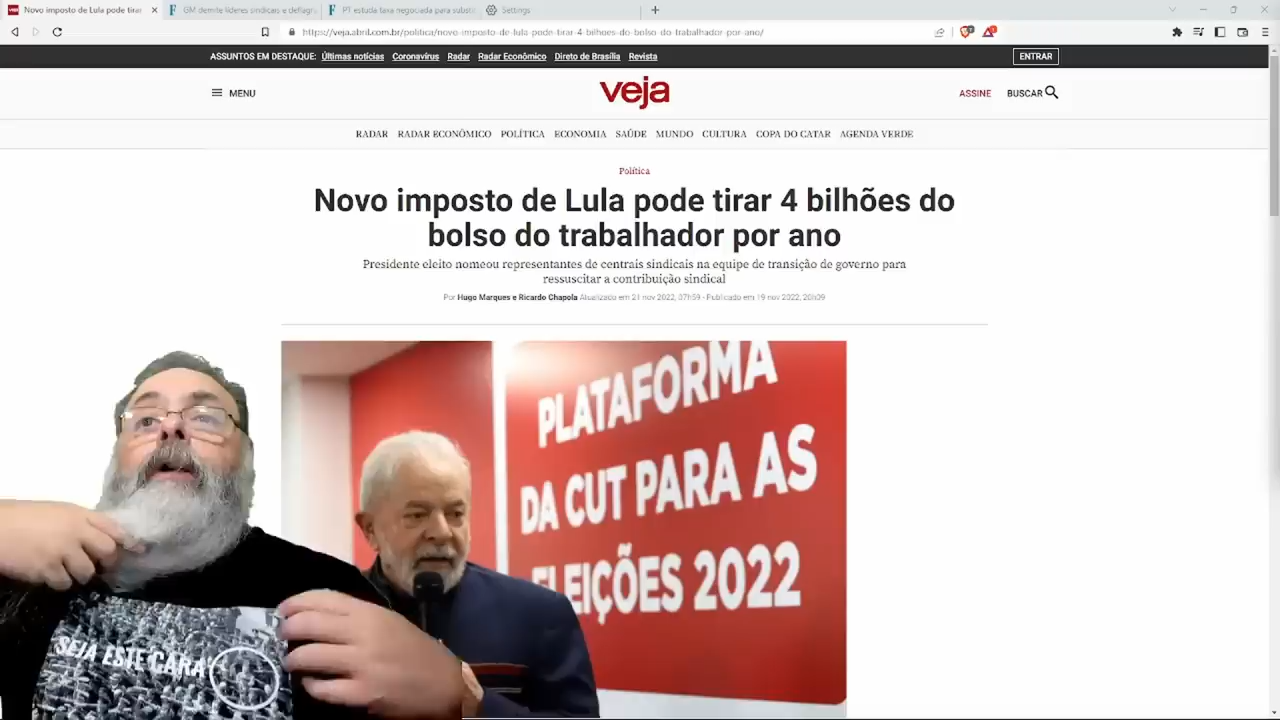 Novo imposto de Lula pode tirar
GM demite líderes sindicais e deflagra
PT estuda taxa negociada para substi
Settings
https://veja.abril.com.br/politica/novo-imposto-de-lula-pode-tirar-4-bilhoes-do-bolso-do-trabalhador-por-ano/
ASSUNTOS EM DESTAQUE: Últimas notícias Coronavírus Radar Radar Econômico Direto de Brasília Revista
ENTRAR
MENU
veja
ASSINE
BUSCAR
RADAR RADAR ECONÔMICO POLÍTICA ECONOMIA SAÚDE MUNDO CULTURA COPA DO CATAR AGENDA VERDE
Política
Novo imposto de Lula pode tirar 4 bilhões do
bolso do trabalhador por ano
Presidente eleito nomeou representantes de centrais sindicais na equipe de transição de governo para
ressuscitar a contribuição sindical
Por Hugo Marques e Ricardo Chapola Atualizado em 21 nov 2022, 07h59 - Publicado em 19 nov 2022, 20h09
PLATAFORMA
DA CUT PARA AS
ELEIÇÕES 2022
"SEJA ESTE CARA"